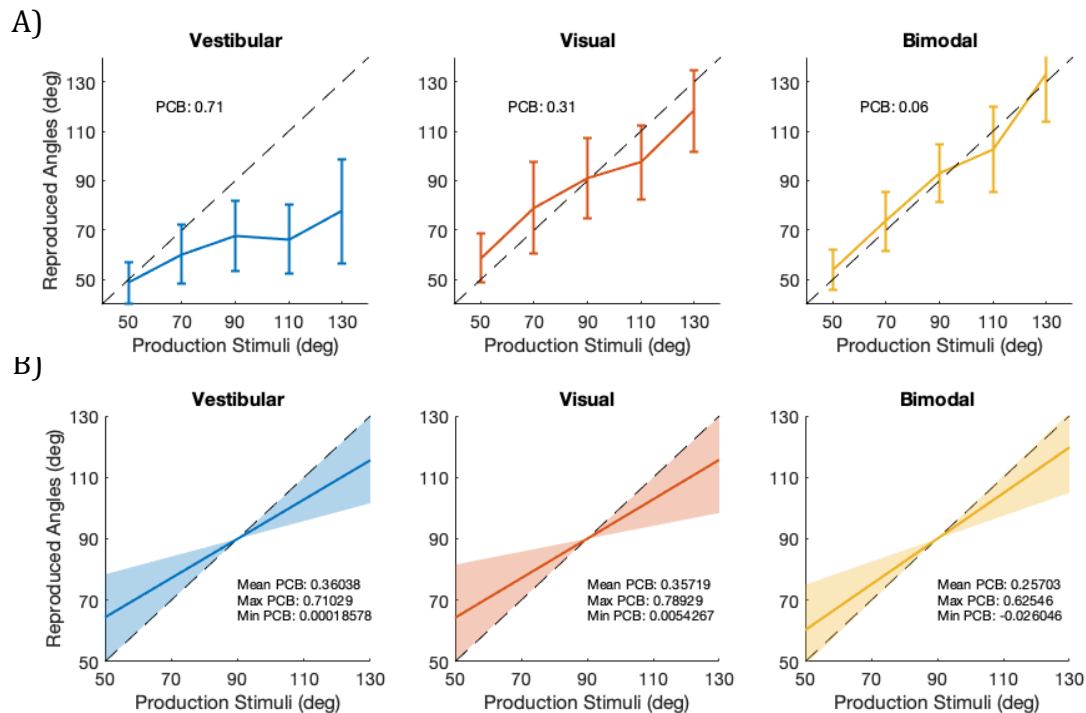 A)
Vestibular
Visual
Bimodal
Reproduced Angles (deg)
130
110
90
70
50
PCB: 0.71
50 70 90 110 130
Production Stimuli (deg)
130
110
90
70
50
PCB: 0.31
50 70 90 110 130
Production Stimuli (deg)
130
110
90
70
50
PCB: 0.06
50 70 90 110 130
Production Stimuli (deg)
B)
Vestibular
Visual
Bimodal
Reproduced Angles (deg)
130
110
90
70
50
Mean PCB: 0.36038
Max PCB: 0.71029
Min PCB: 0.00018578
50 70 90 110 130
Production Stimuli (deg)
130
110
90
70
50
Mean PCB: 0.35719
Max PCB: 0.78929
Min PCB: 0.0054267
50 70 90 110 130
Production Stimuli (deg)
130
110
90
70
50
Mean PCB: 0.25703
Max PCB: 0.62546
Min PCB: -0.026046
50 70 90 110 130
Production Stimuli (deg)